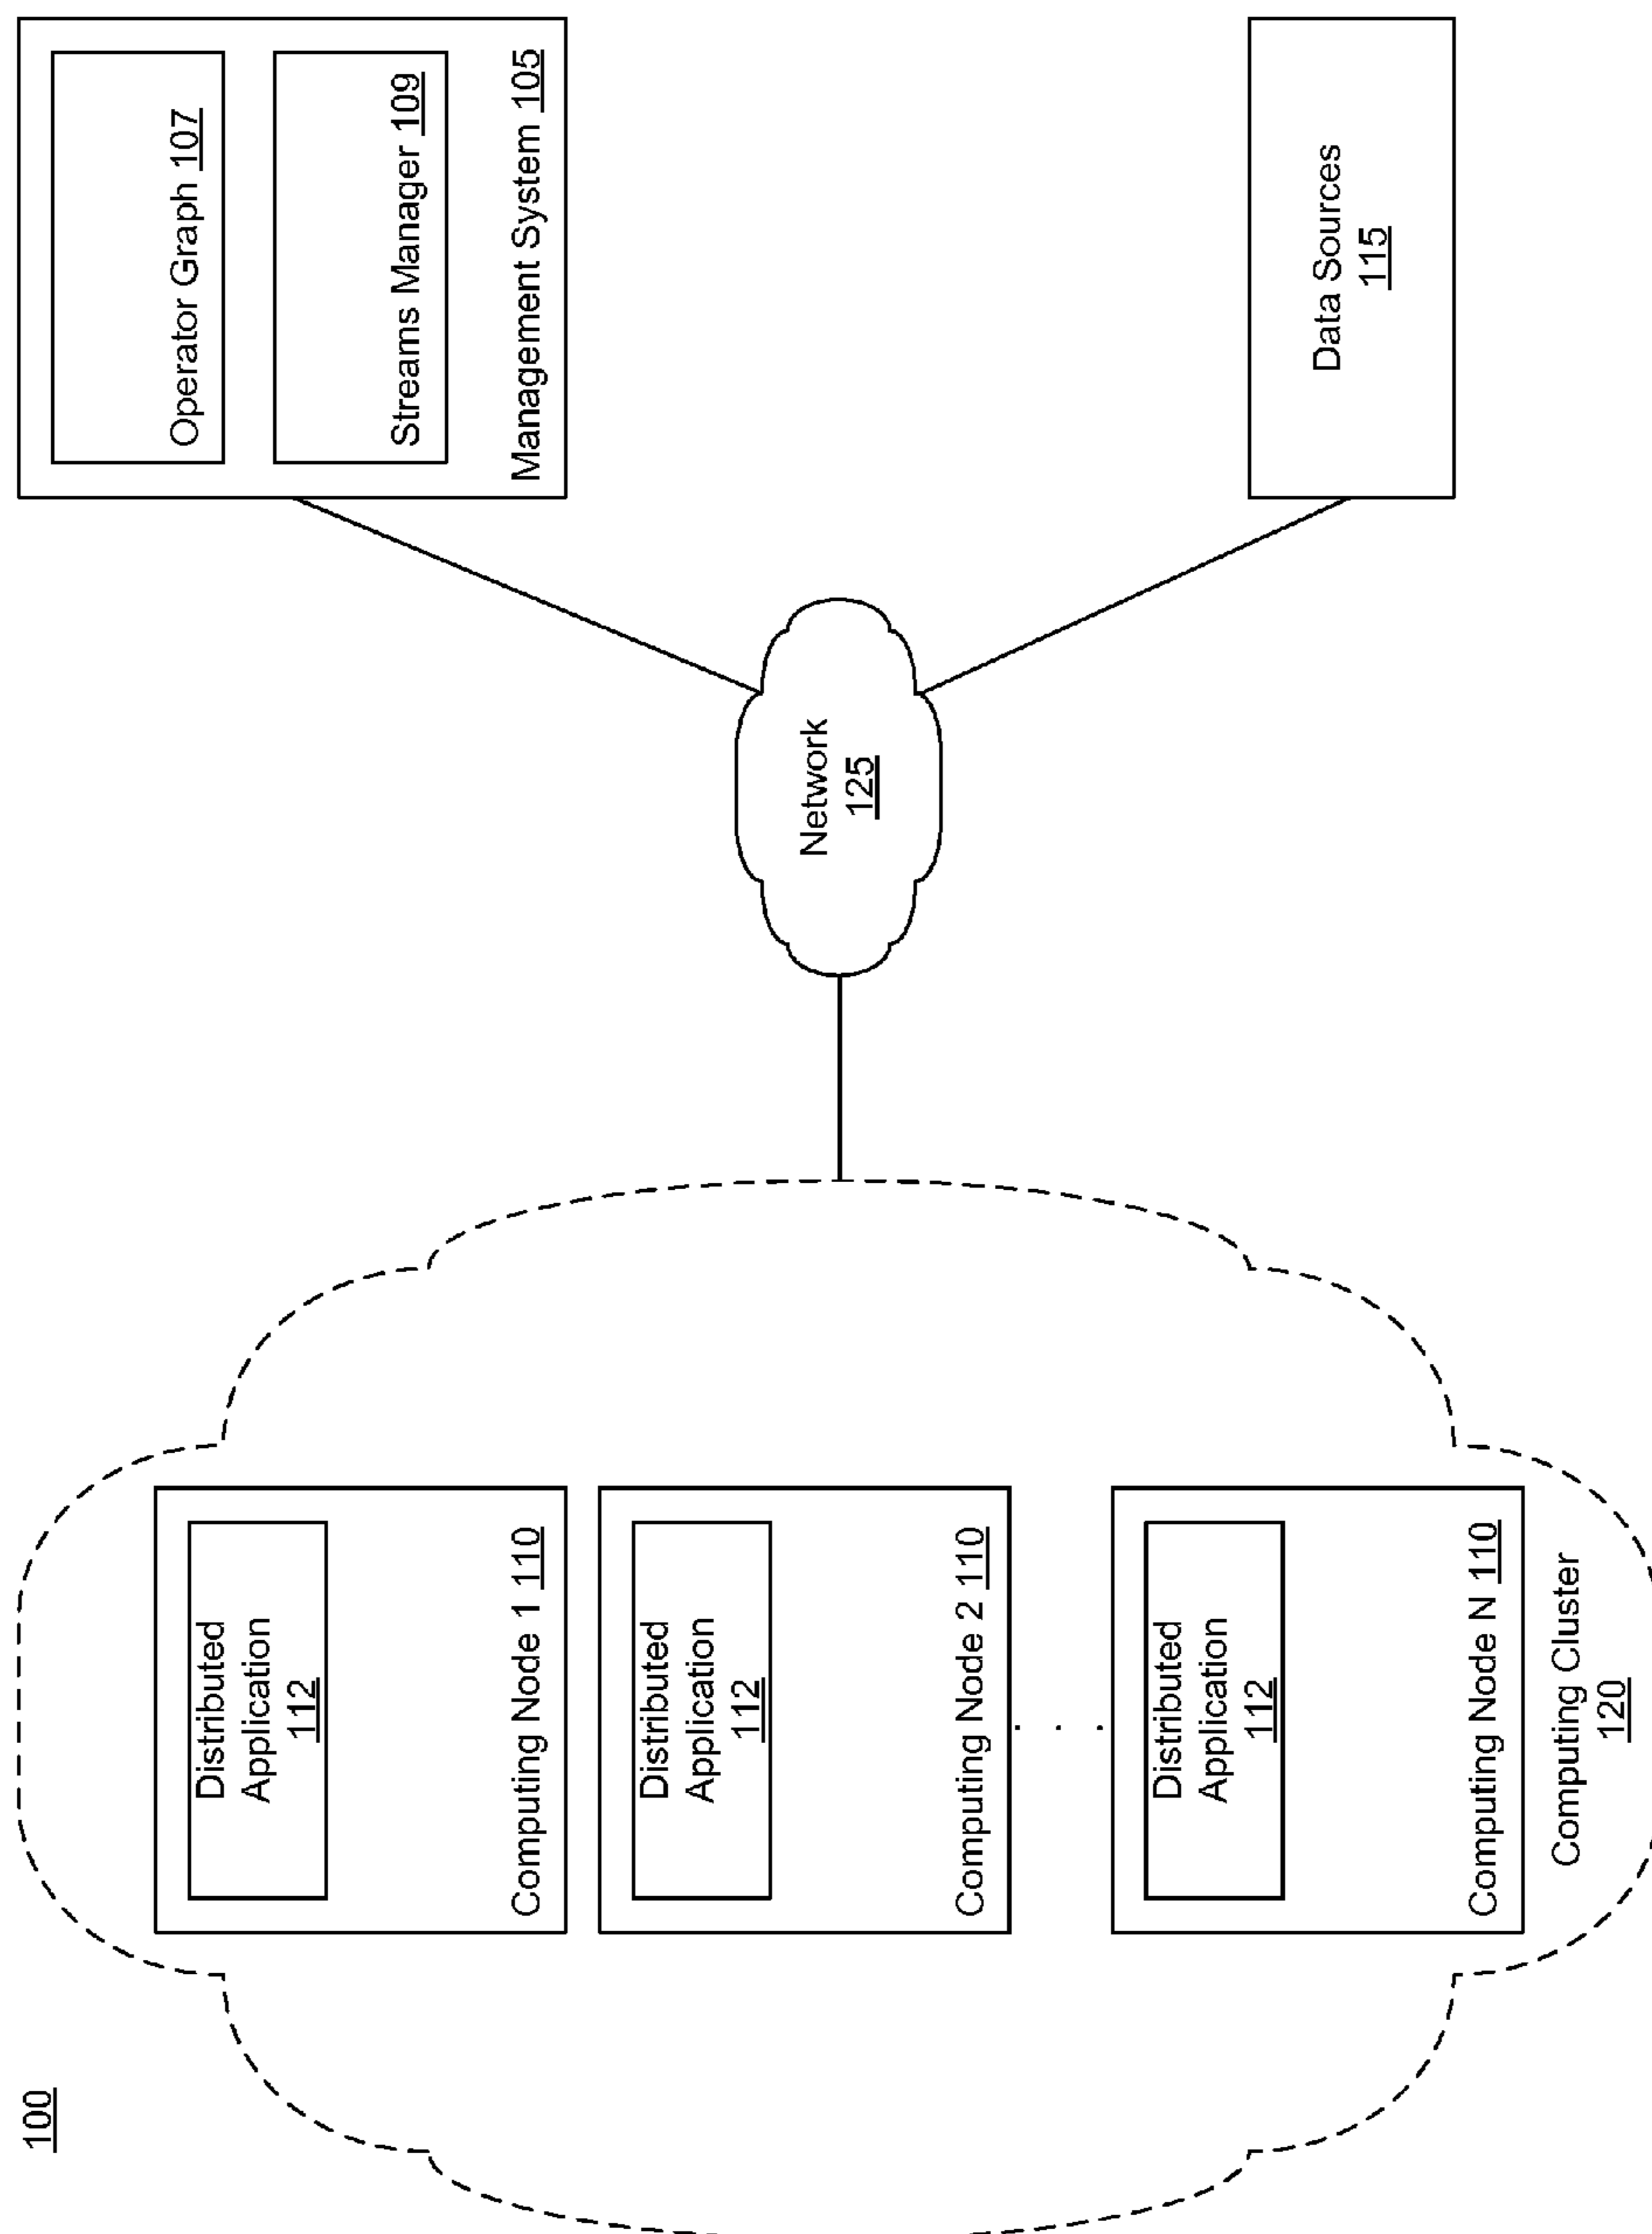 100
Distributed
Application
112
Computing Node 1 110
Distributed
Application
112
Computing Node 2 110
. . .
Distributed
Application
112
Computing Node N 110
Computing Cluster
120
Network
125
Operator Graph 107
Streams Manager 109
Management System 105
Data Sources
115